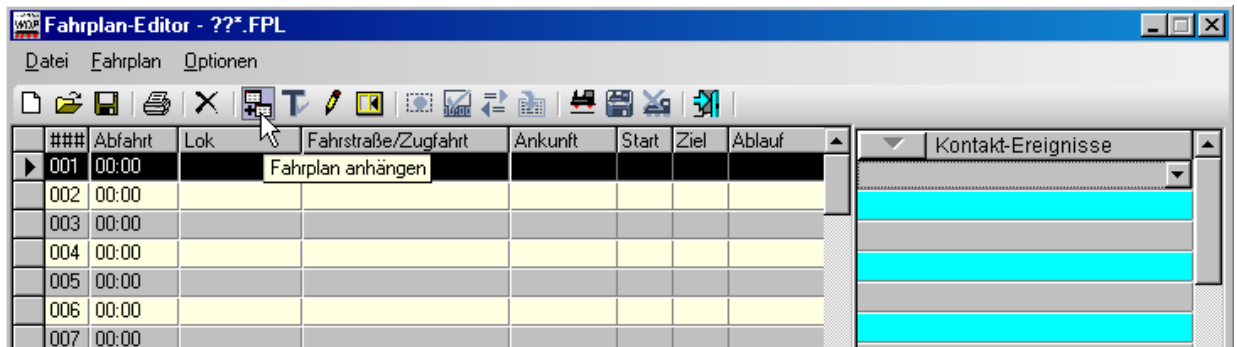 Fahrplan-Editor - ??*.FPL
Datei Fahrplan Optionen
### Abfahrt Lok Fahrstraße/Zugfahrt Ankunft Start Ziel Ablauf Kontakt-Ereignisse
001 00:00
Fahrplan anhängen
002 00:00
003 00:00
004 00:00
005 00:00
006 00:00
007 00:00